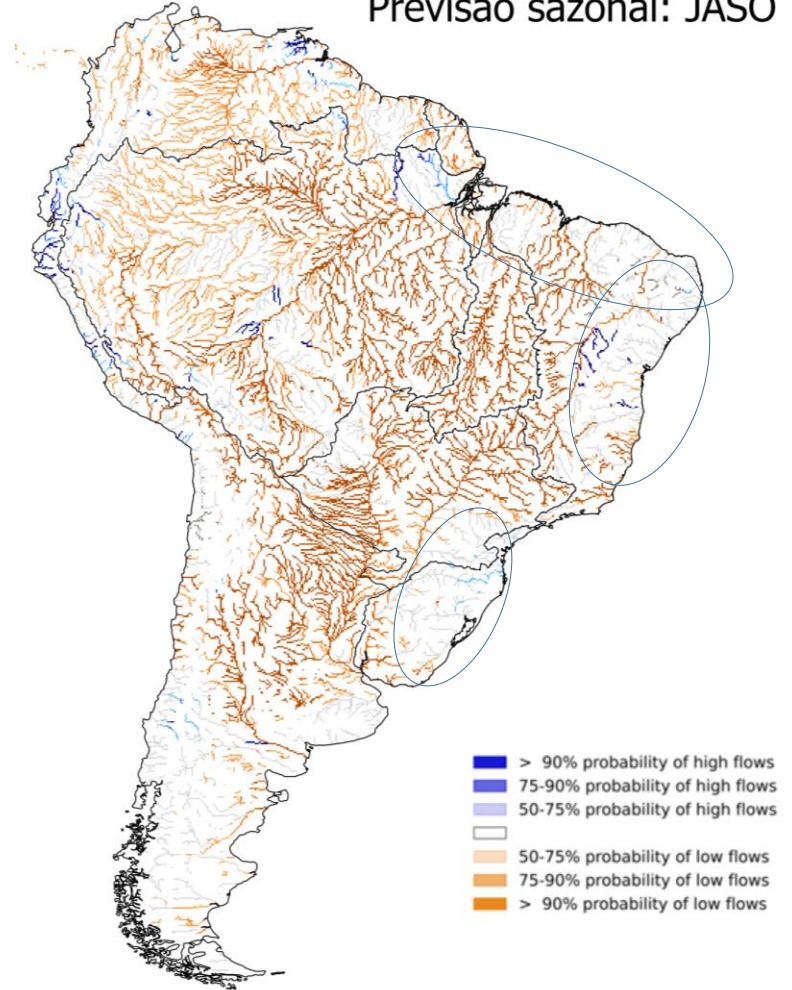 Previsão sazonal: JASO
> 90% probability of high flows
75-90% probability of high flows
50-75% probability of high flows
50-75% probability of low flows
75-90% probability of low flows
> 90% probability of low flows